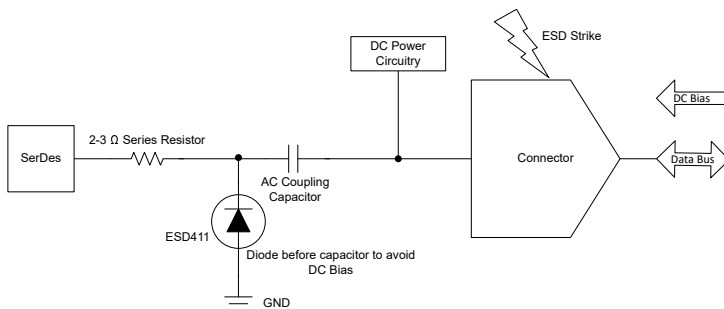 ESD Strike
DC Power
Circuitry
DC Bias
2-3 Ω Series Resistor
SerDes
Connector
Data Bus
AC Coupling
Capacitor
ESD411
Diode before capacitor to avoid
DC Bias
GND